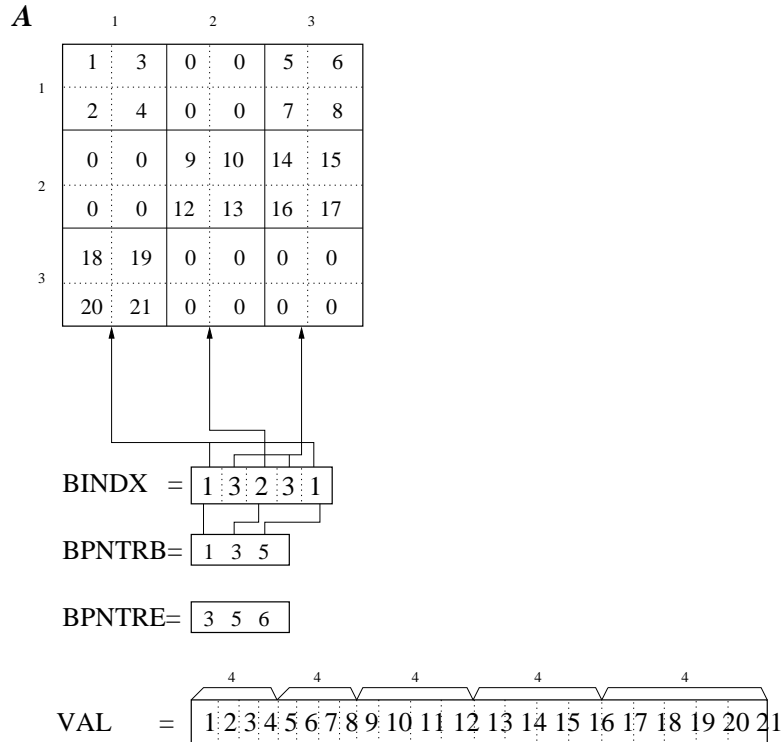 A
1 2 3
1 3 0 0 5 6
1
2 4 0 0 7 8
0 0 9 10 14 15
2
0 0 12 13 16 17
18 19 0 0 0 0
3
20 21 0 0 0 0
BINDX = 1 3 2 3 1
BPNTRB= 1 3 5
BPNTRE= 3 5 6
4 4 4 4 4
VAL = 1 2 3 4 5 6 7 8 9 10 11 12 13 14 15 16 17 18 19 20 21